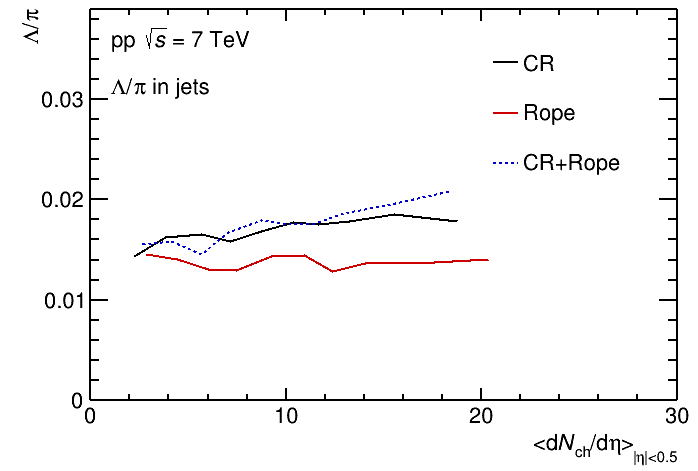 Λ/π
pp √s = 7 TeV
Λ/π in jets
CR
Rope
CR+Rope
0.03
0.02
0.01
0
0 10 20 30
<dN_ch/dη>_|η|<0.5